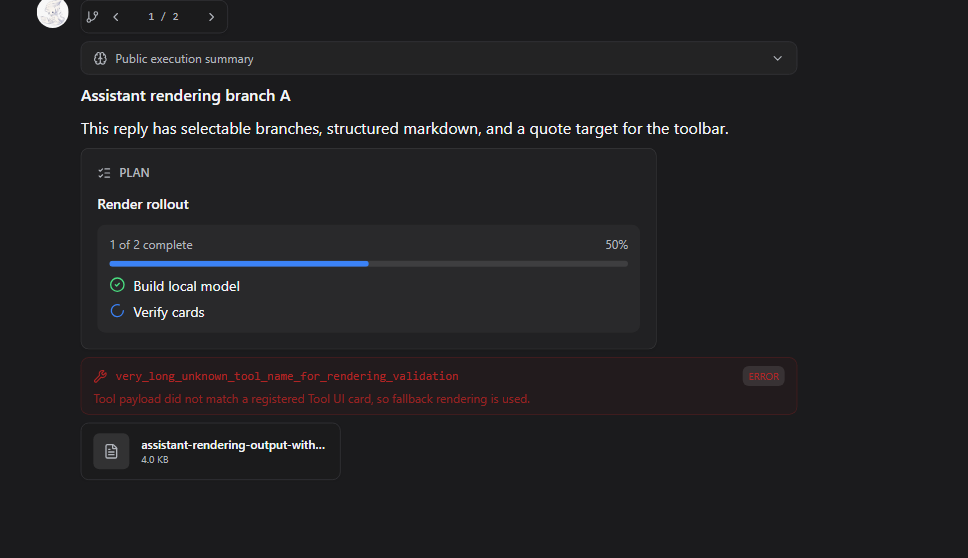 1 / 2
Public execution summary
Assistant rendering branch A
This reply has selectable branches, structured markdown, and a quote target for the toolbar.
PLAN
Render rollout
1 of 2 complete 50%
Build local model
Verify cards
very_long_unknown_tool_name_for_rendering_validation ERROR
Tool payload did not match a registered Tool UI card, so fallback rendering is used.
assistant-rendering-output-with...
4.0 KB